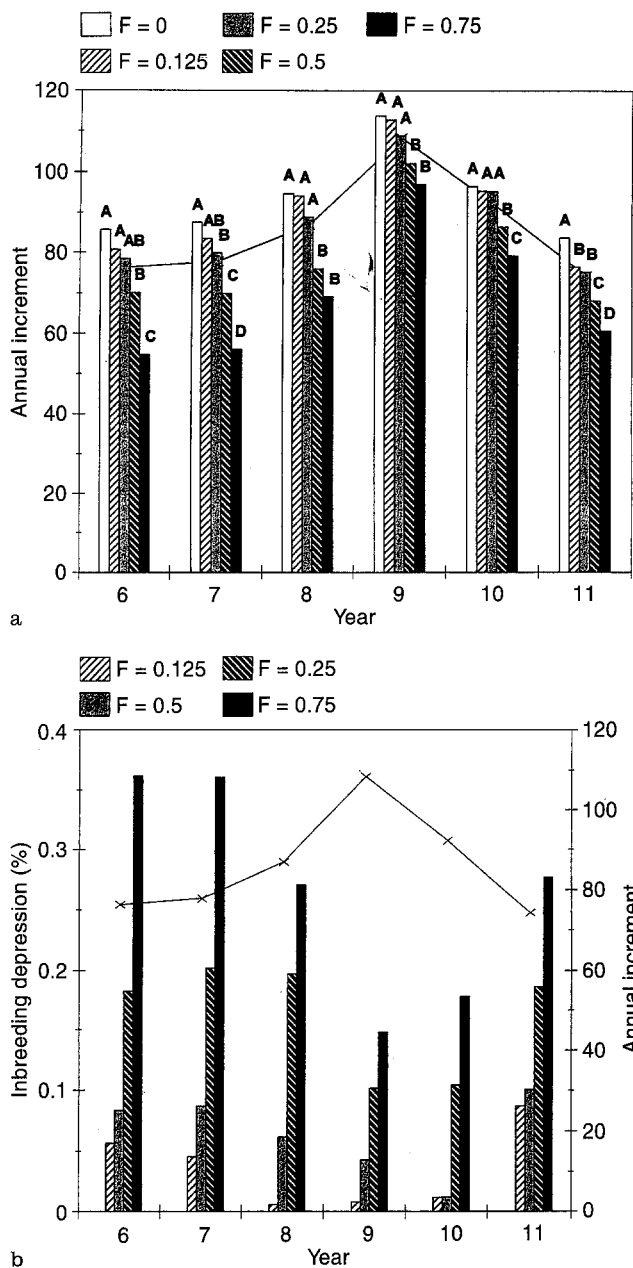 F = 0 F = 0.25 F = 0.75
F = 0.125 F = 0.5
120
100
80
60
40
20
0
Annual increment
A A AB B C
A AB B C D
A A A B B
A A A B B
A A A B C
A B B C D
6 7 8 9 10 11
Year
a
F = 0.125 F = 0.25
F = 0.5 F = 0.75
0.4
0.3
0.2
0.1
0
Inbreeding depression (%)
120
100
80
60
40
20
0
Annual increment
6 7 8 9 10 11
Year
b